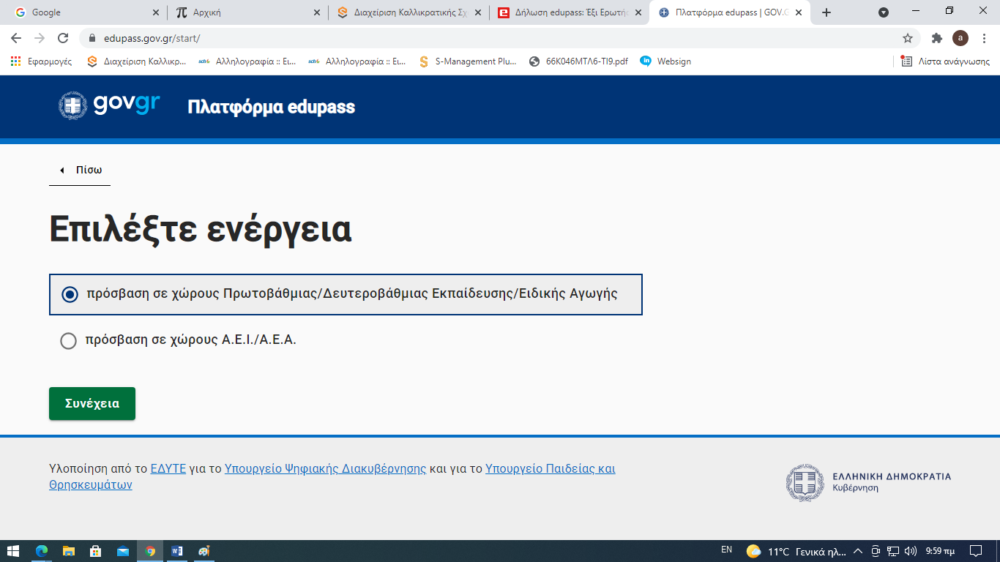 Google
Αρχική
Διαχείριση Καλλικρατικής Σχ
Δήλωση edupass: Έξι Ερωτήσ
Πλατφόρμα edupass | GOV.G
edupass.gov.gr/start/
a
Εφαρμογές
Διαχείριση Καλλικρ...
sch Αλληλογραφία :: Ει...
sch Αλληλογραφία :: Ει...
S-Management Plu...
66Κ046ΜΤΛ6-ΤΙ9.pdf
Websign
Λίστα ανάγνωσης
govgr
Πλατφόρμα edupass
Πίσω
Επιλέξτε ενέργεια
πρόσβαση σε χώρους Πρωτοβάθμιας/Δευτεροβάθμιας Εκπαίδευσης/Ειδικής Αγωγής
πρόσβαση σε χώρους Α.Ε.Ι./Α.Ε.Α.
Συνέχεια
Υλοποίηση από το ΕΔΥΤΕ για το Υπουργείο Ψηφιακής Διακυβέρνησης και για το Υπουργείο Παιδείας και
Θρησκευμάτων
ΕΛΛΗΝΙΚΗ ΔΗΜΟΚΡΑΤΙΑ
Κυβέρνηση
EN
11°C Γενικά ηλ...
9:59 πμ